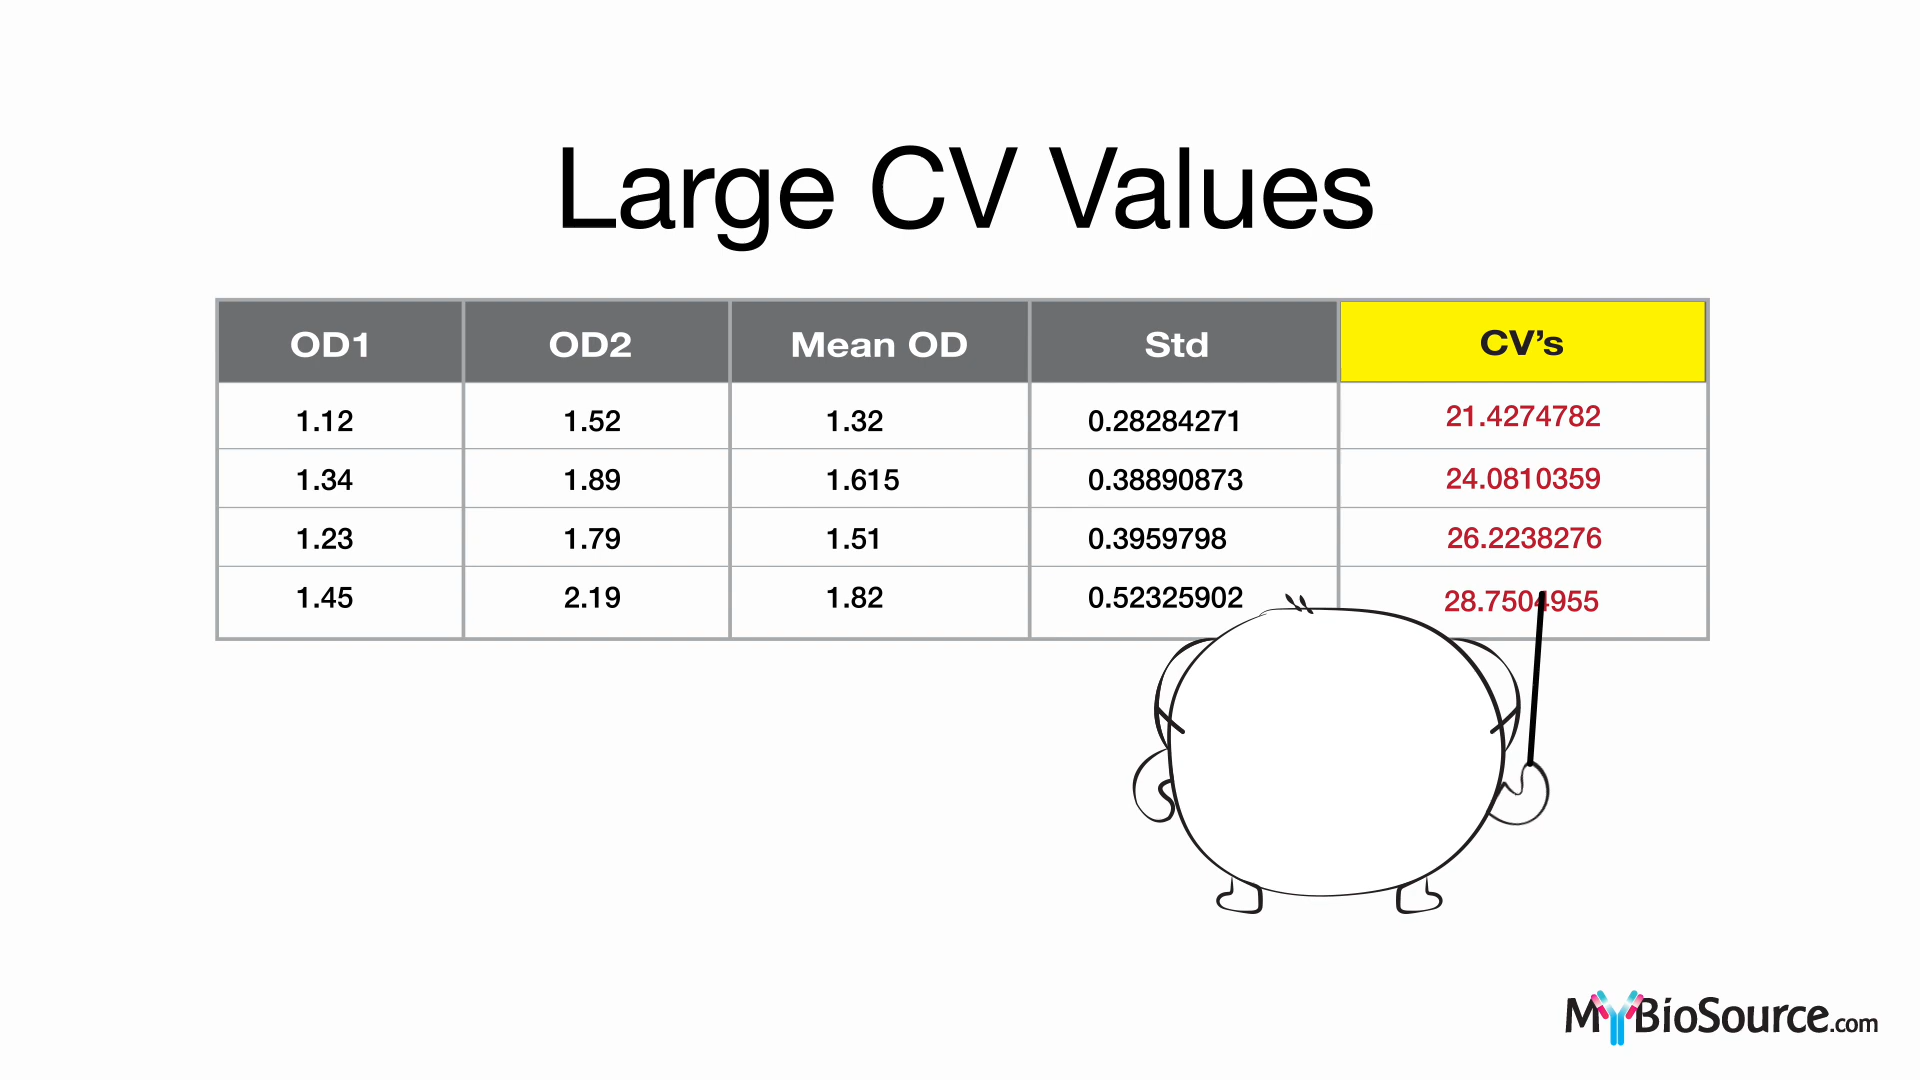 Large CV Values
OD1 OD2 Mean OD Std CV’s
1.12 1.52 1.32 0.28284271 21.4274782
1.34 1.89 1.615 0.38890873 24.0810359
1.23 1.79 1.51 0.3959798 26.2238276
1.45 2.19 1.82 0.52325902 28.7504955
MYBioSource.com